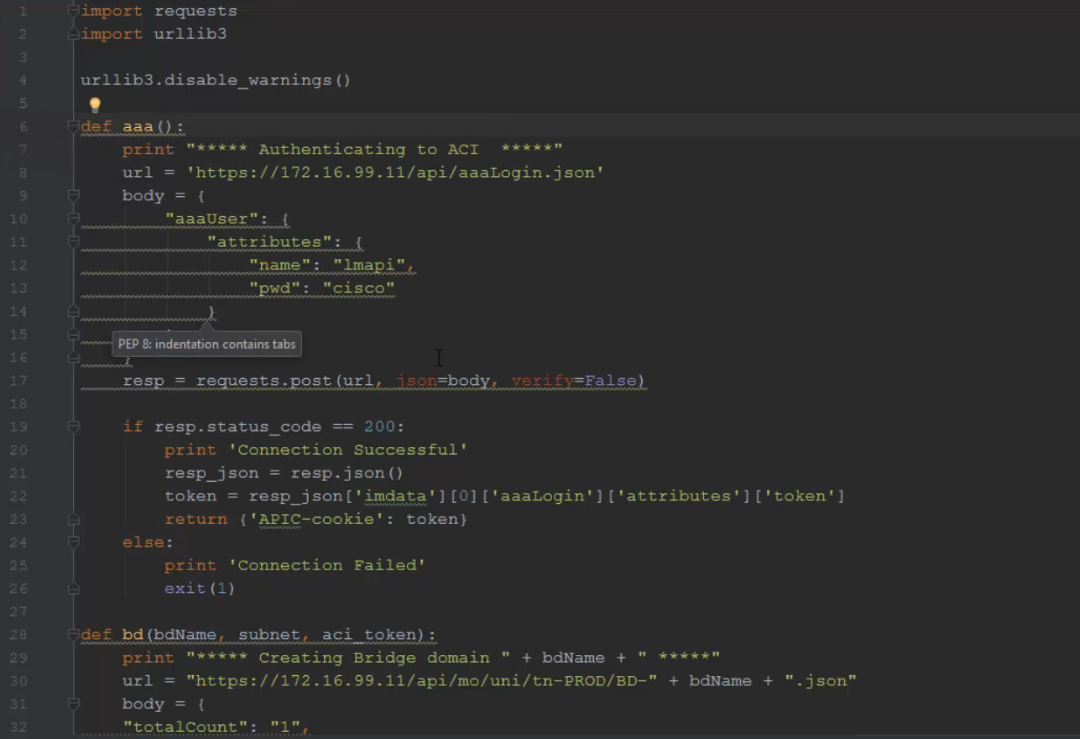 1 import requests
2 import urllib3
3
4 urllib3.disable_warnings()
5
6 def aaa():
7     print "***** Authenticating to ACI  *****"
8     url = 'https://172.16.99.11/api/aaaLogin.json'
9     body = {
10         "aaaUser": {
11             "attributes": {
12                 "name": "lmapi",
13                 "pwd": "cisco"
14             }
15
PEP 8: indentation contains tabs
16     }
17     resp = requests.post(url, json=body, verify=False)
18
19     if resp.status_code == 200:
20         print 'Connection Successful'
21         resp_json = resp.json()
22         token = resp_json['imdata'][0]['aaaLogin']['attributes']['token']
23         return {'APIC-cookie': token}
24     else:
25         print 'Connection Failed'
26         exit(1)
27
28 def bd(bdName, subnet, aci_token):
29     print "***** Creating Bridge domain " + bdName + " *****"
30     url = "https://172.16.99.11/api/mo/uni/tn-PROD/BD-" + bdName + ".json"
31     body = {
32     "totalCount": "1",